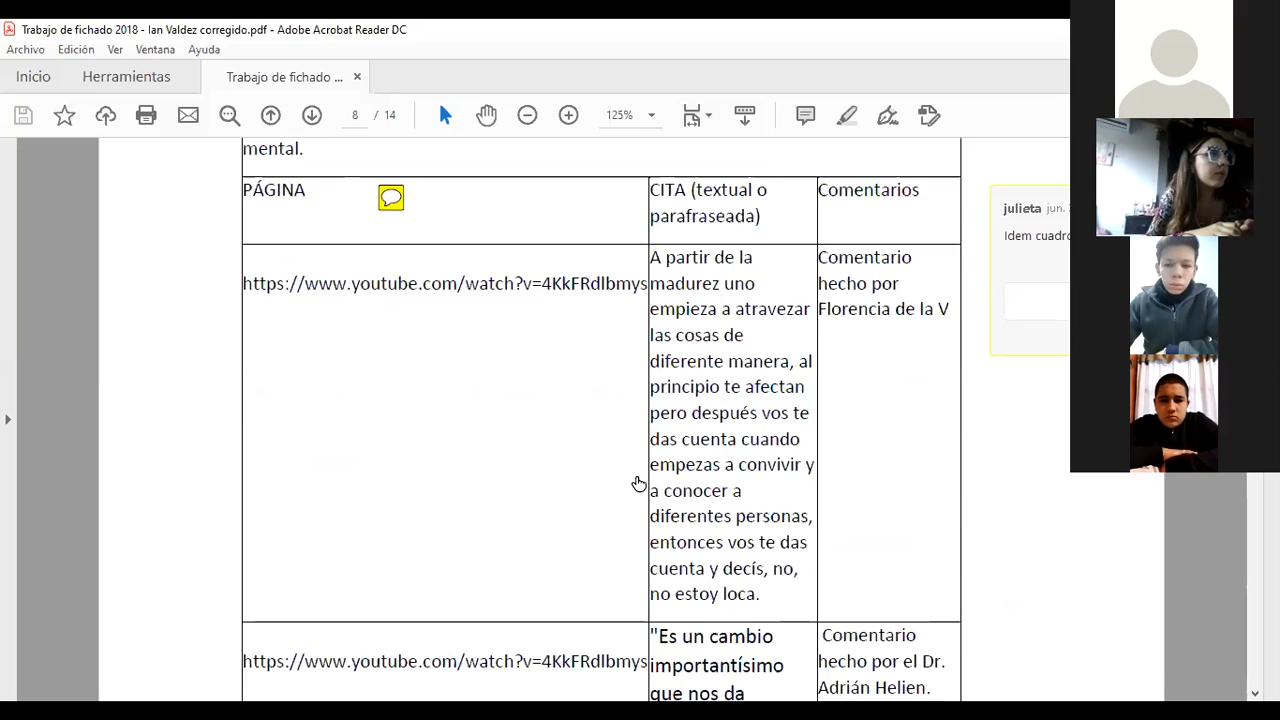 Trabajo de fichado 2018 - Ian Valdez corregido.pdf - Adobe Acrobat Reader DC
Archivo Edición Ver Ventana Ayuda
Inicio Herramientas Trabajo de fichado ... ×
8 / 14 125%
mental.
PÁGINA
CITA (textual o
parafraseada)
Comentarios
https://www.youtube.com/watch?v=4KkFRdlbmys
A partir de la
madurez uno
empieza a atravezar
las cosas de
diferente manera, al
principio te afectan
pero después vos te
das cuenta cuando
empezas a convivir y
a conocer a
diferentes personas,
entonces vos te das
cuenta y decís, no,
no estoy loca.
Comentario
hecho por
Florencia de la V
https://www.youtube.com/watch?v=4KkFRdlbmys
"Es un cambio
importantísimo
que nos da
Comentario
hecho por el Dr.
Adrián Helien.
julieta jun.
Idem cuadro